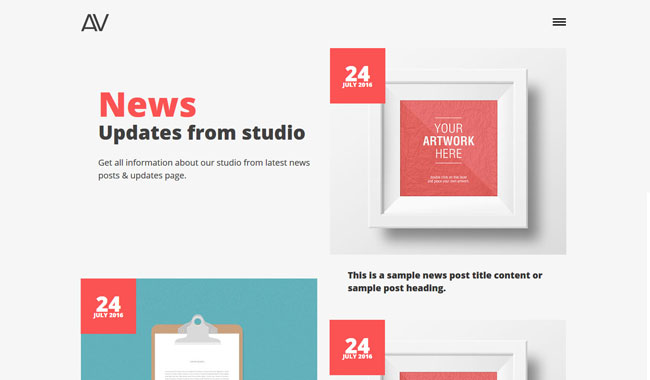 AV
News
Updates from studio
Get all information about our studio from latest news
posts & updates page.
24
JULY 2016
YOUR
ARTWORK
HERE
This is a sample news post title content or
sample post heading.
24
JULY 2016
24
JULY 2016